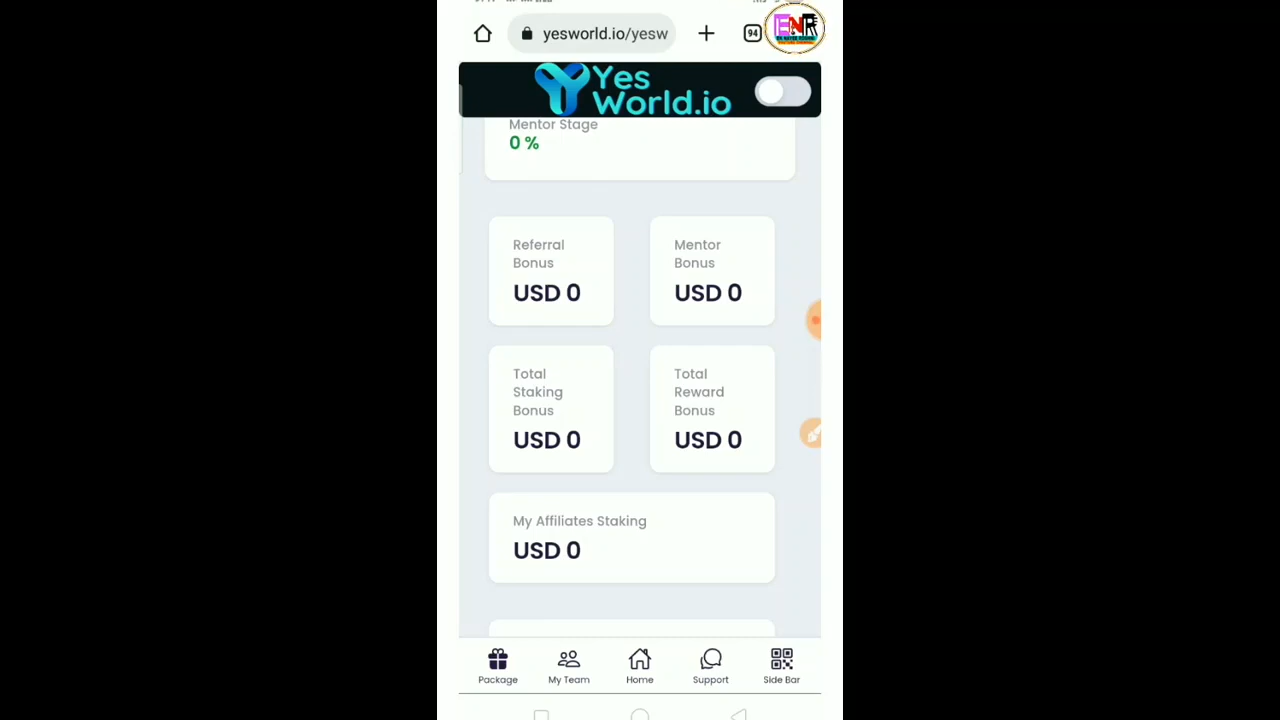 yesworld.io/yesw
94
ENR
Yes
World.io
Mentor Stage
0 %
Referral
Bonus
USD 0
Mentor
Bonus
USD 0
Total
Staking
Bonus
USD 0
Total
Reward
Bonus
USD 0
My Affiliates Staking
USD 0
Package
My Team
Home
Support
Side Bar